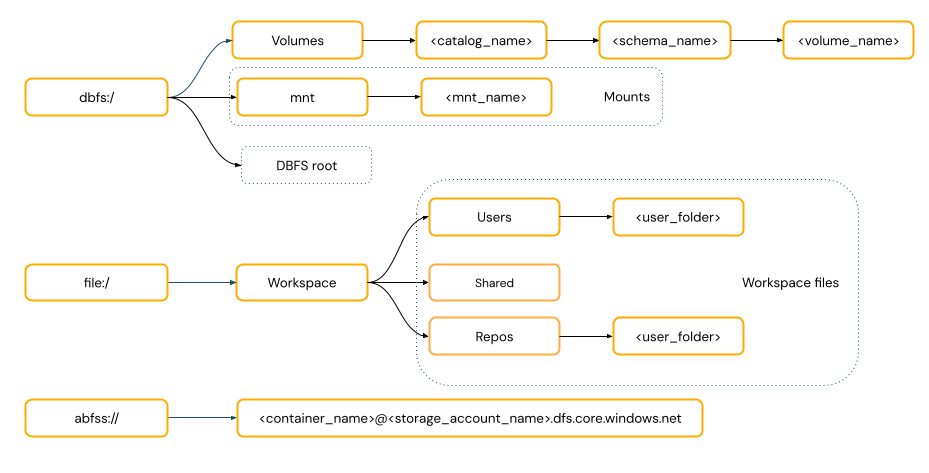 Volumes
<catalog_name>
<schema_name>
<volume_name>
dbfs:/
mnt
<mnt_name>
Mounts
DBFS root
Users
<user_folder>
file:/
Workspace
Shared
Workspace files
Repos
<user_folder>
abfss://
<container_name>@<storage_account_name>.dfs.core.windows.net